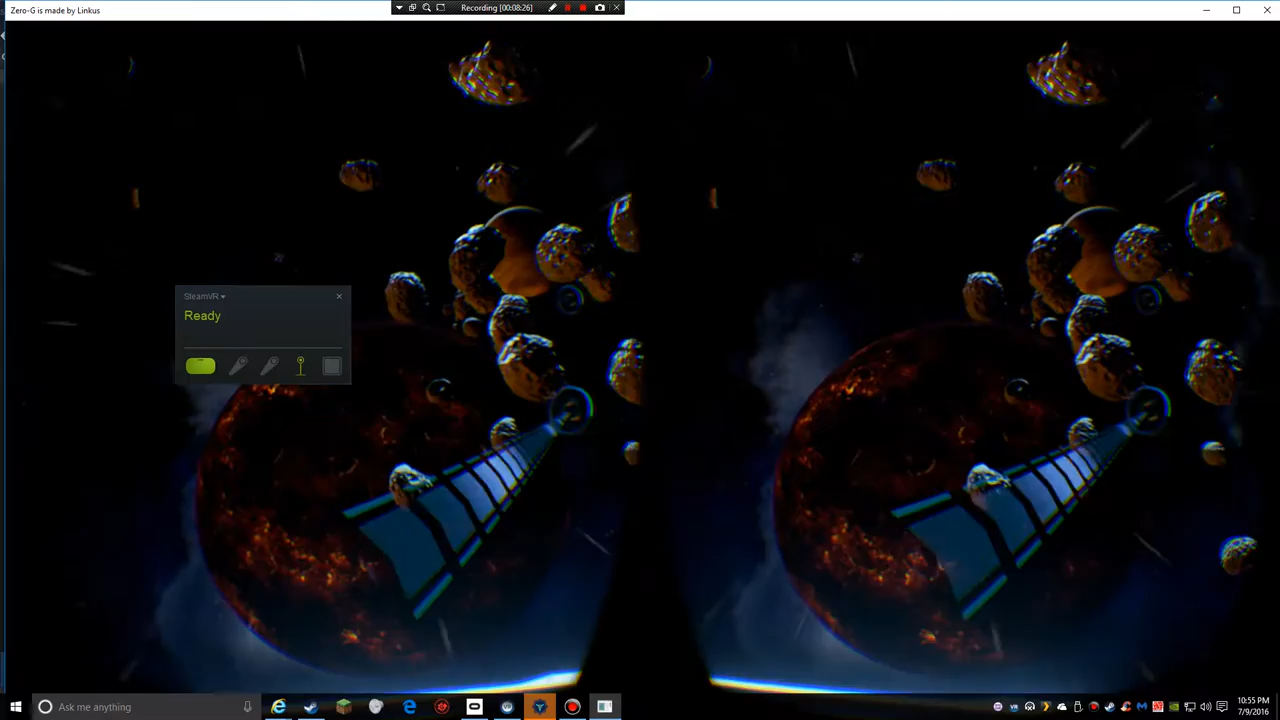 Zero-G is made by Linkus
Recording [00:08:26]
SteamVR
Ready
Ask me anything
10:55 PM
7/9/2016